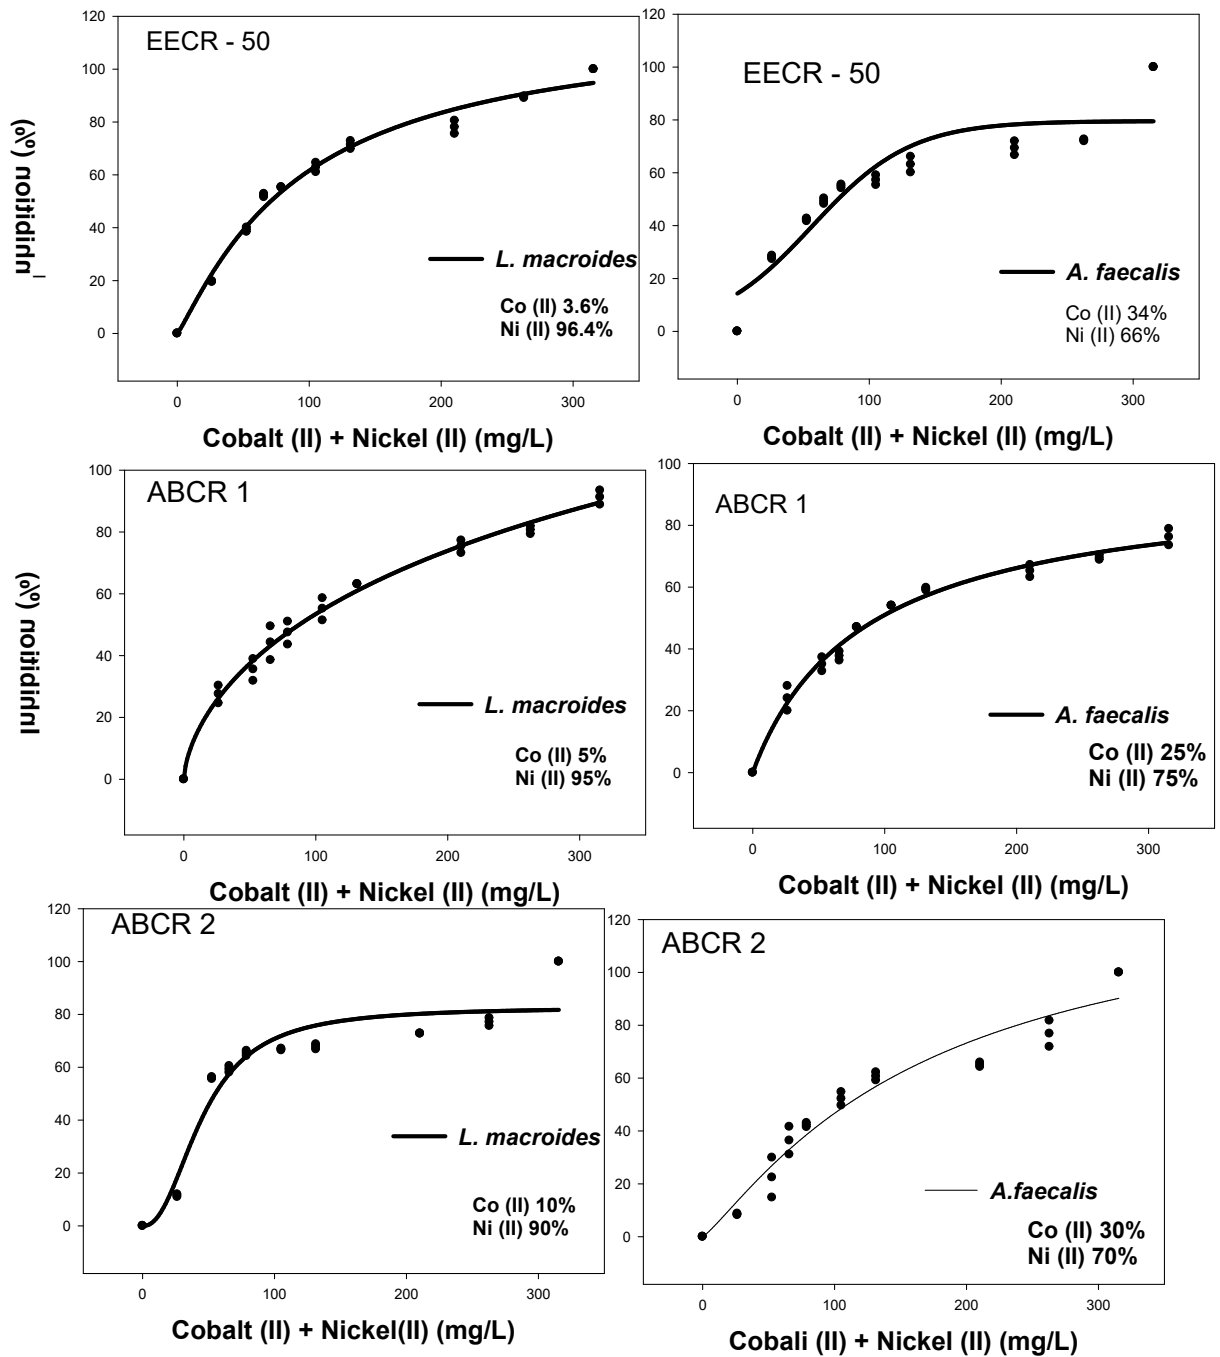 120
100
80
60
40
20
0
EECR - 50
L. macroides
Co (II) 3.6%
Ni (II) 96.4%
0 100 200 300
Cobalt (II) + Nickel (II) (mg/L)
Inhibition (%)
120
100
80
60
40
20
0
EECR - 50
A. faecalis
Co (II) 34%
Ni (II) 66%
0 100 200 300
Cobalt (II) + Nickel (II) (mg/L)
100
80
60
40
20
0
ABCR 1
L. macroides
Co (II) 5%
Ni (II) 95%
0 100 200 300
Cobalt (II) + Nickel (II) (mg/L)
Inhibition (%)
100
80
60
40
20
0
ABCR 1
A. faecalis
Co (II) 25%
Ni (II) 75%
0 100 200 300
Cobalt (II) + Nickel (II) (mg/L)
120
100
80
60
40
20
0
ABCR 2
L. macroides
Co (II) 10%
Ni (II) 90%
0 100 200 300
Cobalt (II) + Nickel(II) (mg/L)
120
100
80
60
40
20
0
ABCR 2
A.faecalis
Co (II) 30%
Ni (II) 70%
0 100 200 300
Cobali (II) + Nickel (II) (mg/L)